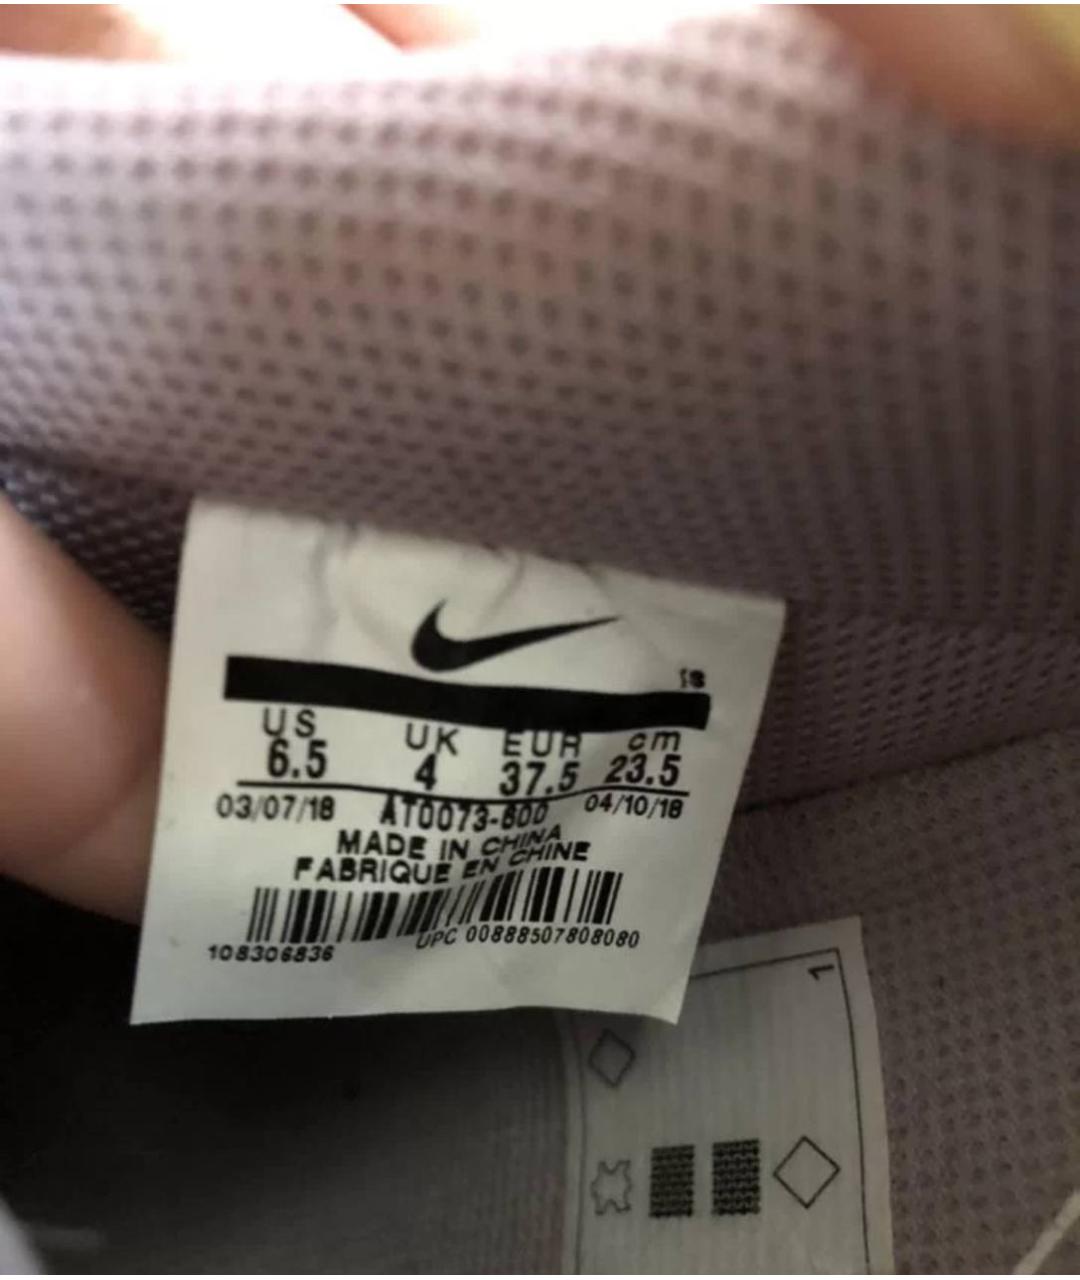 is
US UK EUR cm
6.5 4 37.5 23.5
03/07/18 AT0073-600 04/10/18
MADE IN CHINA
FABRIQUE EN CHINE
108306836 UPC 00888507808080
1